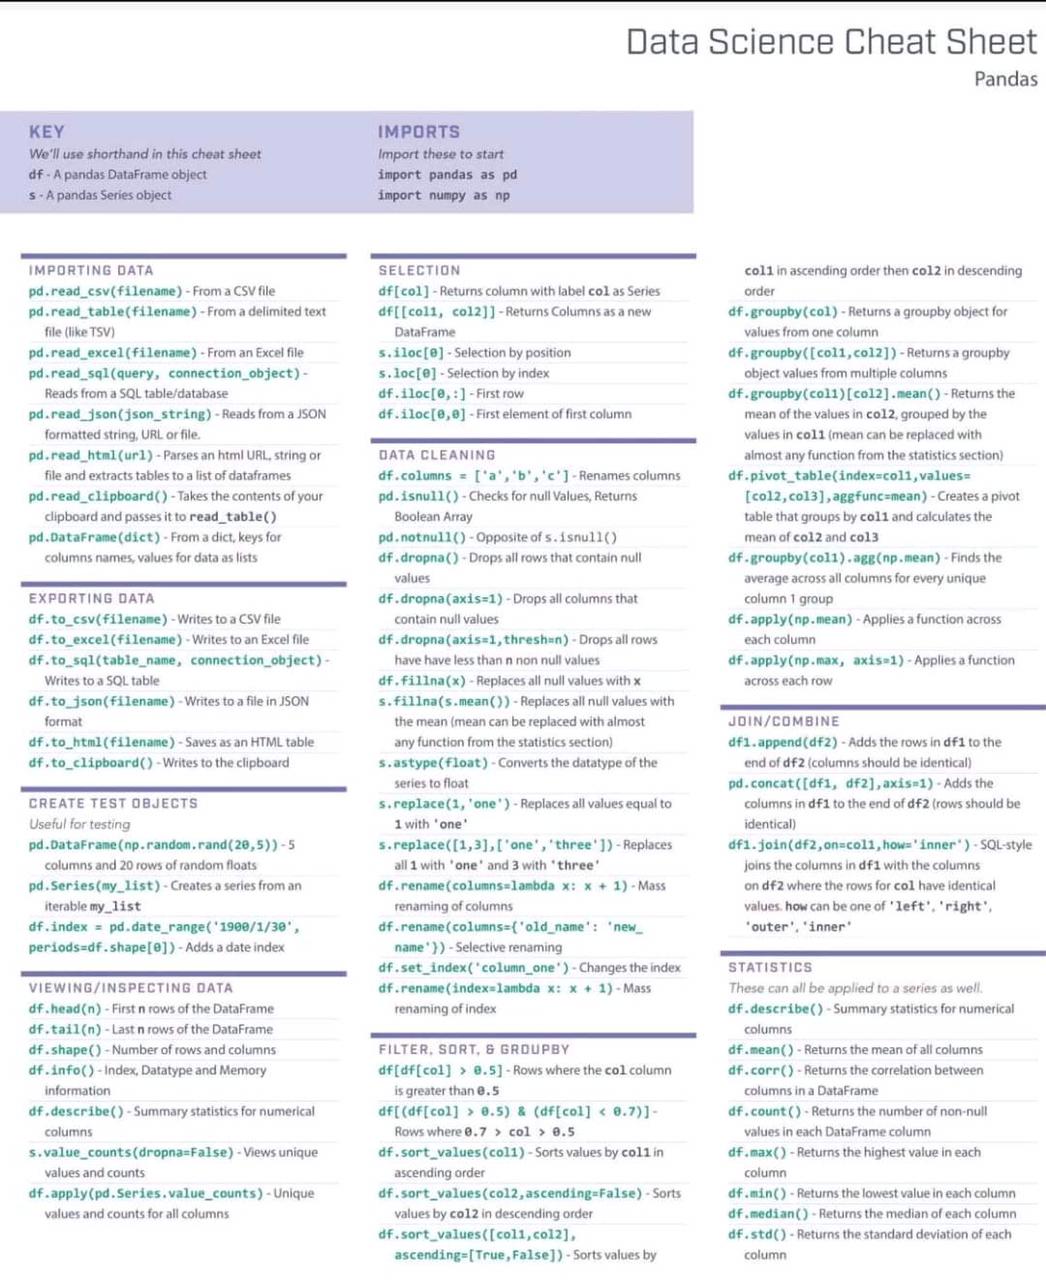 Data Science Cheat Sheet
Pandas
KEY
We'll use shorthand in this cheat sheet
df - A pandas DataFrame object
s - A pandas Series object
IMPORTS
Import these to start
import pandas as pd
import numpy as np
IMPORTING DATA
pd.read_csv(filename) - From a CSV file
pd.read_table(filename) - From a delimited text
file (like TSV)
pd.read_excel(filename) - From an Excel file
pd.read_sql(query, connection_object) -
Reads from a SQL table/database
pd.read_json(json_string) - Reads from a JSON
formatted string, URL or file.
pd.read_html(url) - Parses an html URL, string or
file and extracts tables to a list of dataframes
pd.read_clipboard() - Takes the contents of your
clipboard and passes it to read_table()
pd.DataFrame(dict) - From a dict, keys for
columns names, values for data as lists
EXPORTING DATA
df.to_csv(filename) - Writes to a CSV file
df.to_excel(filename) - Writes to an Excel file
df.to_sql(table_name, connection_object) -
Writes to a SQL table
df.to_json(filename) - Writes to a file in JSON
format
df.to_html(filename) - Saves as an HTML table
df.to_clipboard() - Writes to the clipboard
CREATE TEST OBJECTS
Useful for testing
pd.DataFrame(np.random.rand(20,5)) - 5
columns and 20 rows of random floats
pd.Series(my_list) - Creates a series from an
iterable my_list
df.index = pd.date_range('1900/1/30',
periods=df.shape[0]) - Adds a date index
VIEWING/INSPECTING DATA
df.head(n) - First n rows of the DataFrame
df.tail(n) - Last n rows of the DataFrame
df.shape() - Number of rows and columns
df.info() - Index, Datatype and Memory
information
df.describe() - Summary statistics for numerical
columns
s.value_counts(dropna=False) - Views unique
values and counts
df.apply(pd.Series.value_counts) - Unique
values and counts for all columns
SELECTION
df[col] - Returns column with label col as Series
df[[col1, col2]] - Returns Columns as a new
DataFrame
s.iloc[0] - Selection by position
s.loc[0] - Selection by index
df.iloc[0,:] - First row
df.iloc[0,0] - First element of first column
DATA CLEANING
df.columns = ['a','b','c'] - Renames columns
pd.isnull() - Checks for null Values, Returns
Boolean Array
pd.notnull() - Opposite of s.isnull()
df.dropna() - Drops all rows that contain null
values
df.dropna(axis=1) - Drops all columns that
contain null values
df.dropna(axis=1,thresh=n) - Drops all rows
have have less than n non null values
df.fillna(x) - Replaces all null values with x
s.fillna(s.mean()) - Replaces all null values with
the mean (mean can be replaced with almost
any function from the statistics section)
s.astype(float) - Converts the datatype of the
series to float
s.replace(1,'one') - Replaces all values equal to
1 with 'one'
s.replace([1,3],['one','three']) - Replaces
all 1 with 'one' and 3 with 'three'
df.rename(columns=lambda x: x + 1) - Mass
renaming of columns
df.rename(columns={'old_name': 'new_
name'}) - Selective renaming
df.set_index('column_one') - Changes the index
df.rename(index=lambda x: x + 1) - Mass
renaming of index
FILTER, SORT, & GROUPBY
df[df[col] > 0.5] - Rows where the col column
is greater than 0.5
df[(df[col] > 0.5) & (df[col] < 0.7)] -
Rows where 0.7 > col > 0.5
df.sort_values(col1) - Sorts values by col1 in
ascending order
df.sort_values(col2,ascending=False) - Sorts
values by col2 in descending order
df.sort_values([col1,col2],
ascending=[True,False]) - Sorts values by
col1 in ascending order then col2 in descending
order
df.groupby(col) - Returns a groupby object for
values from one column
df.groupby([col1,col2]) - Returns a groupby
object values from multiple columns
df.groupby(col1)[col2].mean() - Returns the
mean of the values in col2, grouped by the
values in col1 (mean can be replaced with
almost any function from the statistics section)
df.pivot_table(index=col1,values=
[col2,col3],aggfunc=mean) - Creates a pivot
table that groups by col1 and calculates the
mean of col2 and col3
df.groupby(col1).agg(np.mean) - Finds the
average across all columns for every unique
column 1 group
df.apply(np.mean) - Applies a function across
each column
df.apply(np.max, axis=1) - Applies a function
across each row
JOIN/COMBINE
df1.append(df2) - Adds the rows in df1 to the
end of df2 (columns should be identical)
pd.concat([df1, df2],axis=1) - Adds the
columns in df1 to the end of df2 (rows should be
identical)
df1.join(df2,on=col1,how='inner') - SQL-style
joins the columns in df1 with the columns
on df2 where the rows for col have identical
values. how can be one of 'left', 'right',
'outer', 'inner'
STATISTICS
These can all be applied to a series as well.
df.describe() - Summary statistics for numerical
columns
df.mean() - Returns the mean of all columns
df.corr() - Returns the correlation between
columns in a DataFrame
df.count() - Returns the number of non-null
values in each DataFrame column
df.max() - Returns the highest value in each
column
df.min() - Returns the lowest value in each column
df.median() - Returns the median of each column
df.std() - Returns the standard deviation of each
column